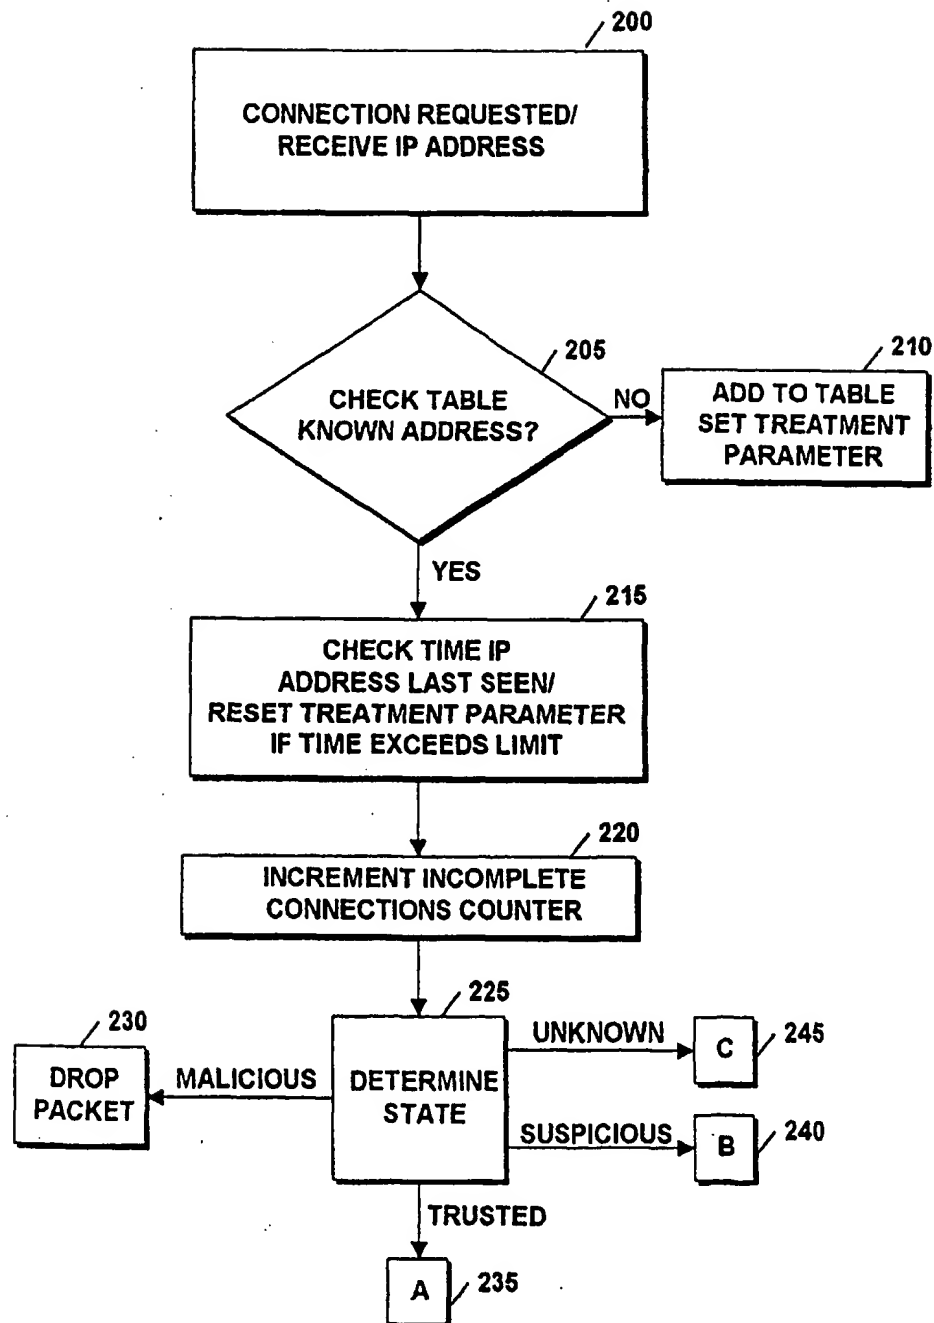 200
CONNECTION REQUESTED/
RECEIVE IP ADDRESS
205
CHECK TABLE
KNOWN ADDRESS?
NO
210
ADD TO TABLE
SET TREATMENT
PARAMETER
YES
215
CHECK TIME IP
ADDRESS LAST SEEN/
RESET TREATMENT PARAMETER
IF TIME EXCEEDS LIMIT
220
INCREMENT INCOMPLETE
CONNECTIONS COUNTER
225
DETERMINE
STATE
230
DROP
PACKET
MALICIOUS
UNKNOWN
C
245
SUSPICIOUS
B
240
TRUSTED
A
235